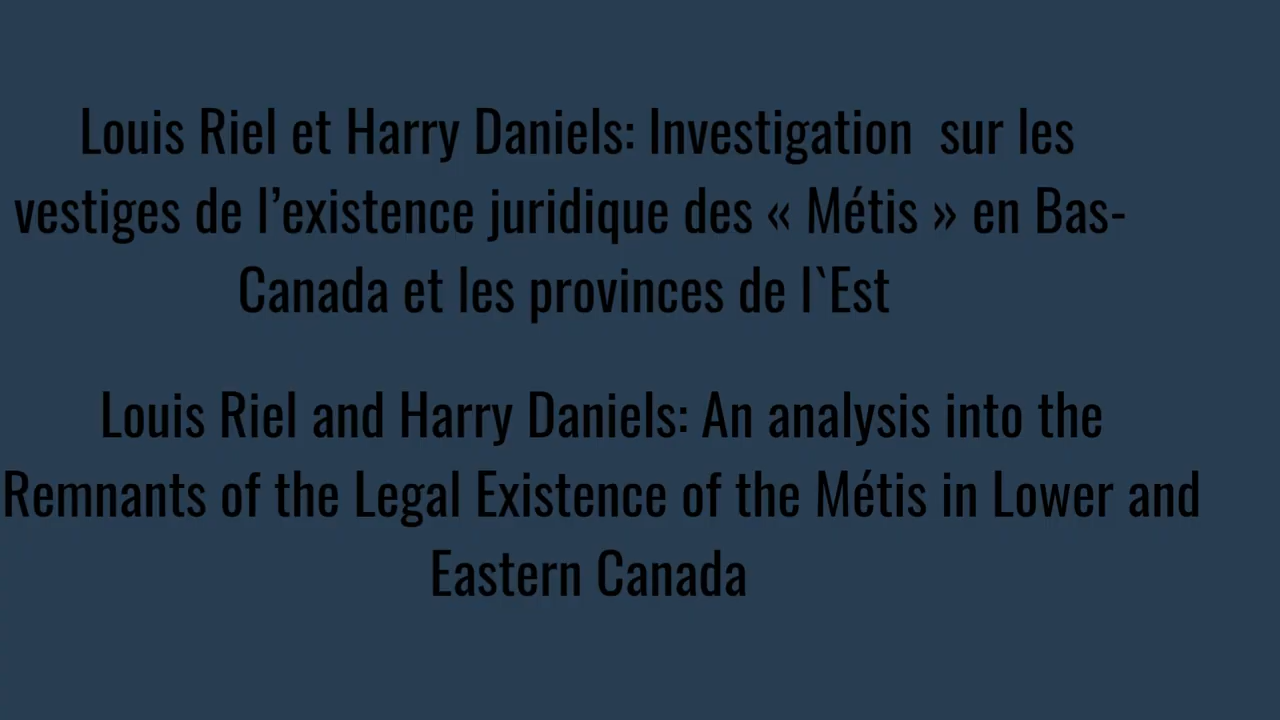 Louis Riel et Harry Daniels: Investigation  sur les
vestiges de l’existence juridique des « Métis » en Bas-
Canada et les provinces de l`Est
Louis Riel and Harry Daniels: An analysis into the
Remnants of the Legal Existence of the Métis in Lower and
Eastern Canada